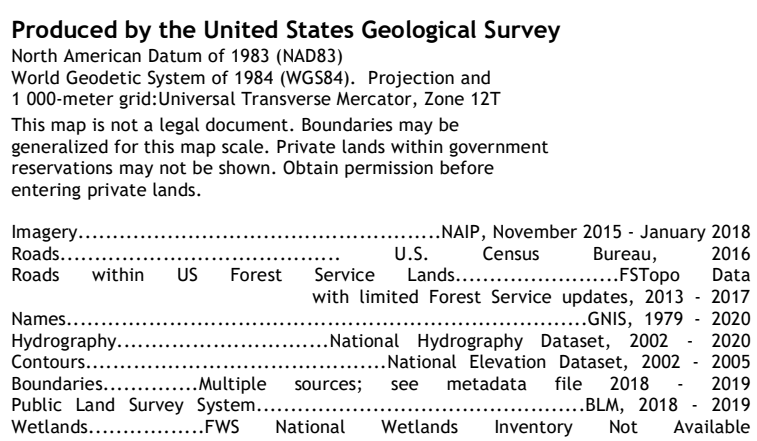 Produced by the United States Geological Survey
North American Datum of 1983 (NAD83)
World Geodetic System of 1984 (WGS84). Projection and
1 000-meter grid:Universal Transverse Mercator, Zone 12T
This map is not a legal document. Boundaries may be
generalized for this map scale. Private lands within government
reservations may not be shown. Obtain permission before
entering private lands.
Imagery.....................................................NAIP, November 2015 - January 2018
Roads......................................... U.S. Census Bureau, 2016
Roads within US Forest Service Lands........................FSTopo Data
with limited Forest Service updates, 2013 - 2017
Names............................................................................GNIS, 1979 - 2020
Hydrography...............................National Hydrography Dataset, 2002 - 2020
Contours............................................National Elevation Dataset, 2002 - 2005
Boundaries..............Multiple sources; see metadata file 2018 - 2019
Public Land Survey System................................................BLM, 2018 - 2019
Wetlands.................FWS National Wetlands Inventory Not Available